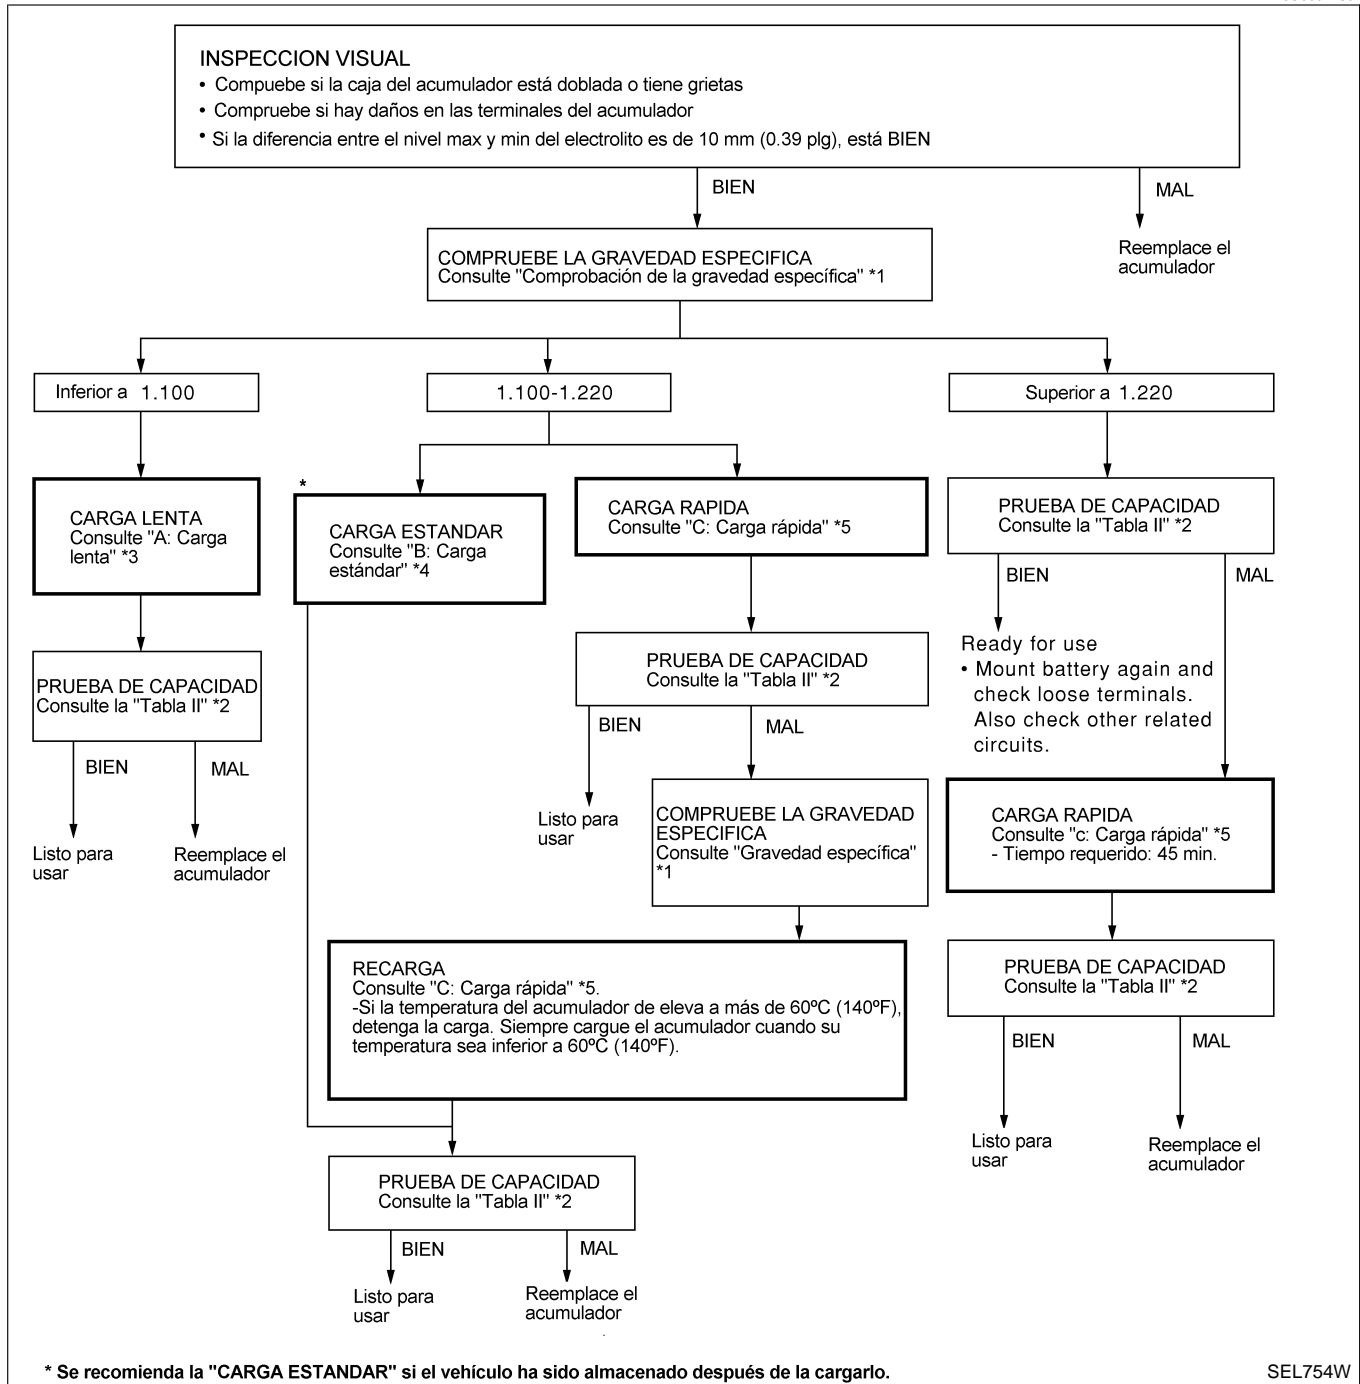 INSPECCION VISUAL
• Compuebe si la caja del acumulador está doblada o tiene grietas
• Compruebe si hay daños en las terminales del acumulador
• Si la diferencia entre el nivel max y min del electrolito es de 10 mm (0.39 plg), está BIEN
BIEN
MAL
COMPRUEBE LA GRAVEDAD ESPECIFICA
Consulte "Comprobación de la gravedad específica" *1
Reemplace el
acumulador
Inferior a 1.100
1.100-1.220
Superior a 1.220
CARGA LENTA
Consulte "A: Carga
lenta" *3
*
CARGA ESTANDAR
Consulte "B: Carga
estándar" *4
CARGA RAPIDA
Consulte "C: Carga rápida" *5
PRUEBA DE CAPACIDAD
Consulte la "Tabla II" *2
BIEN
MAL
PRUEBA DE CAPACIDAD
Consulte la "Tabla II" *2
BIEN
MAL
Listo para
usar
Reemplace el
acumulador
PRUEBA DE CAPACIDAD
Consulte la "Tabla II" *2
BIEN
MAL
Listo para
usar
COMPRUEBE LA GRAVEDAD
ESPECIFICA
Consulte "Gravedad específica"
*1
Ready for use
• Mount battery again and
check loose terminals.
Also check other related
circuits.
CARGA RAPIDA
Consulte "c: Carga rápida" *5
- Tiempo requerido: 45 min.
RECARGA
Consulte "C: Carga rápida" *5.
-Si la temperatura del acumulador de eleva a más de 60ºC (140ºF),
detenga la carga. Siempre cargue el acumulador cuando su
temperatura sea inferior a 60ºC (140ºF).
PRUEBA DE CAPACIDAD
Consulte la "Tabla II" *2
BIEN
MAL
Listo para
usar
Reemplace el
acumulador
PRUEBA DE CAPACIDAD
Consulte la "Tabla II" *2
BIEN
MAL
Listo para
usar
Reemplace el
acumulador
* Se recomienda la "CARGA ESTANDAR" si el vehículo ha sido almacenado después de la cargarlo.
SEL754W